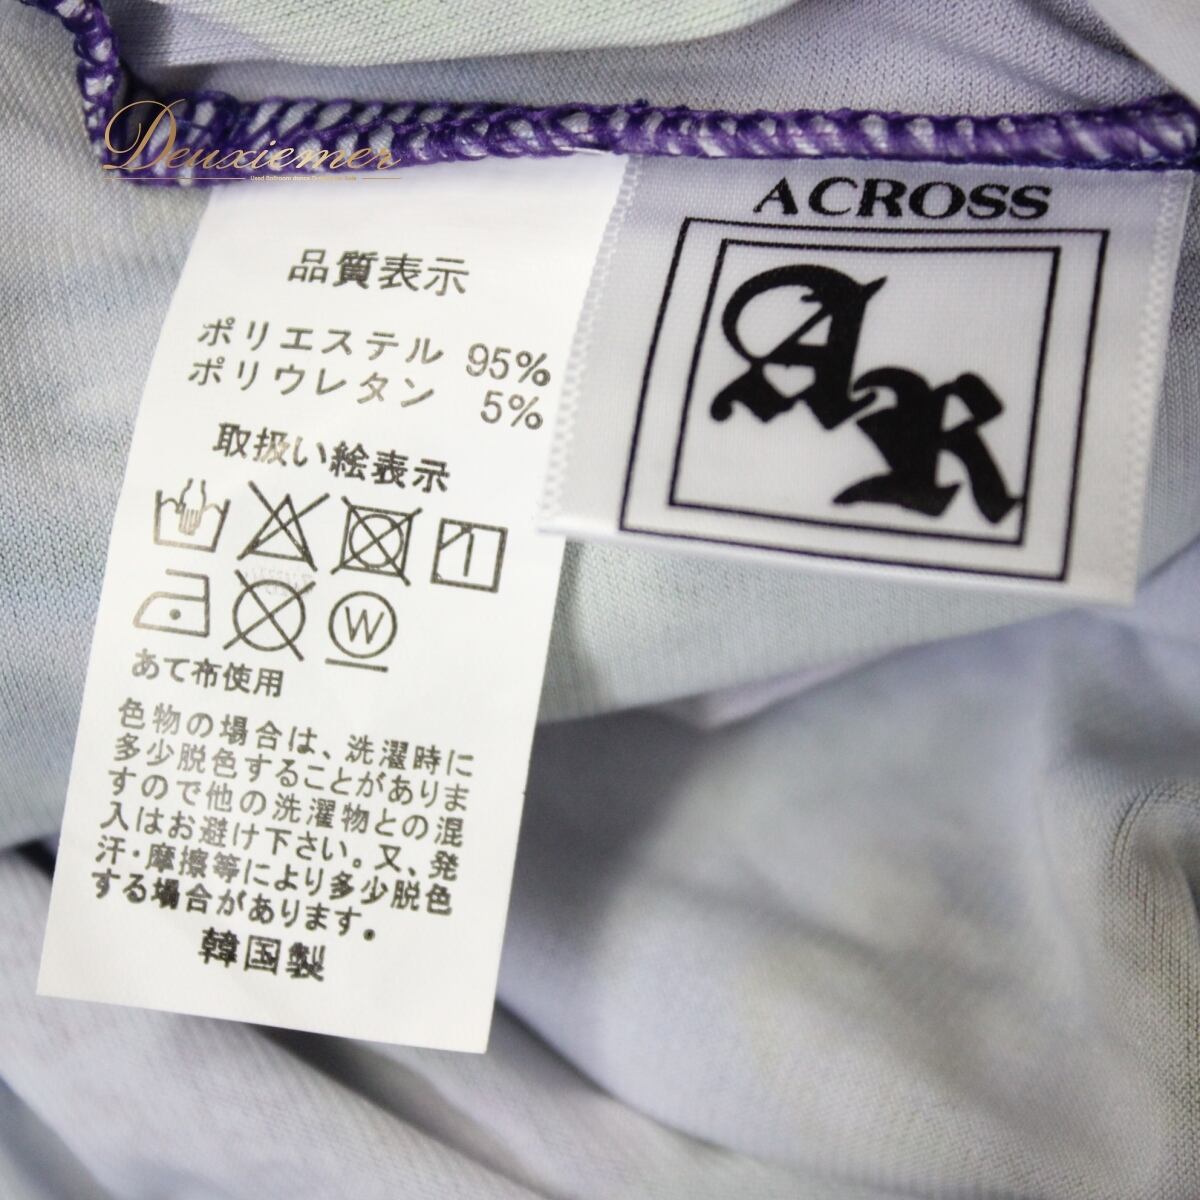 Deuxiemer
ACROSS
AR
品質表示
ポリエステル 95%
ポリウレタン 5%
取扱い絵表示
W
あて布使用
色物の場合は、洗濯時に
多少脱色することがありま
すので他の洗濯物との混
入はお避け下さい。又、発
汗・摩擦等により多少脱色
する場合があります。
韓国製